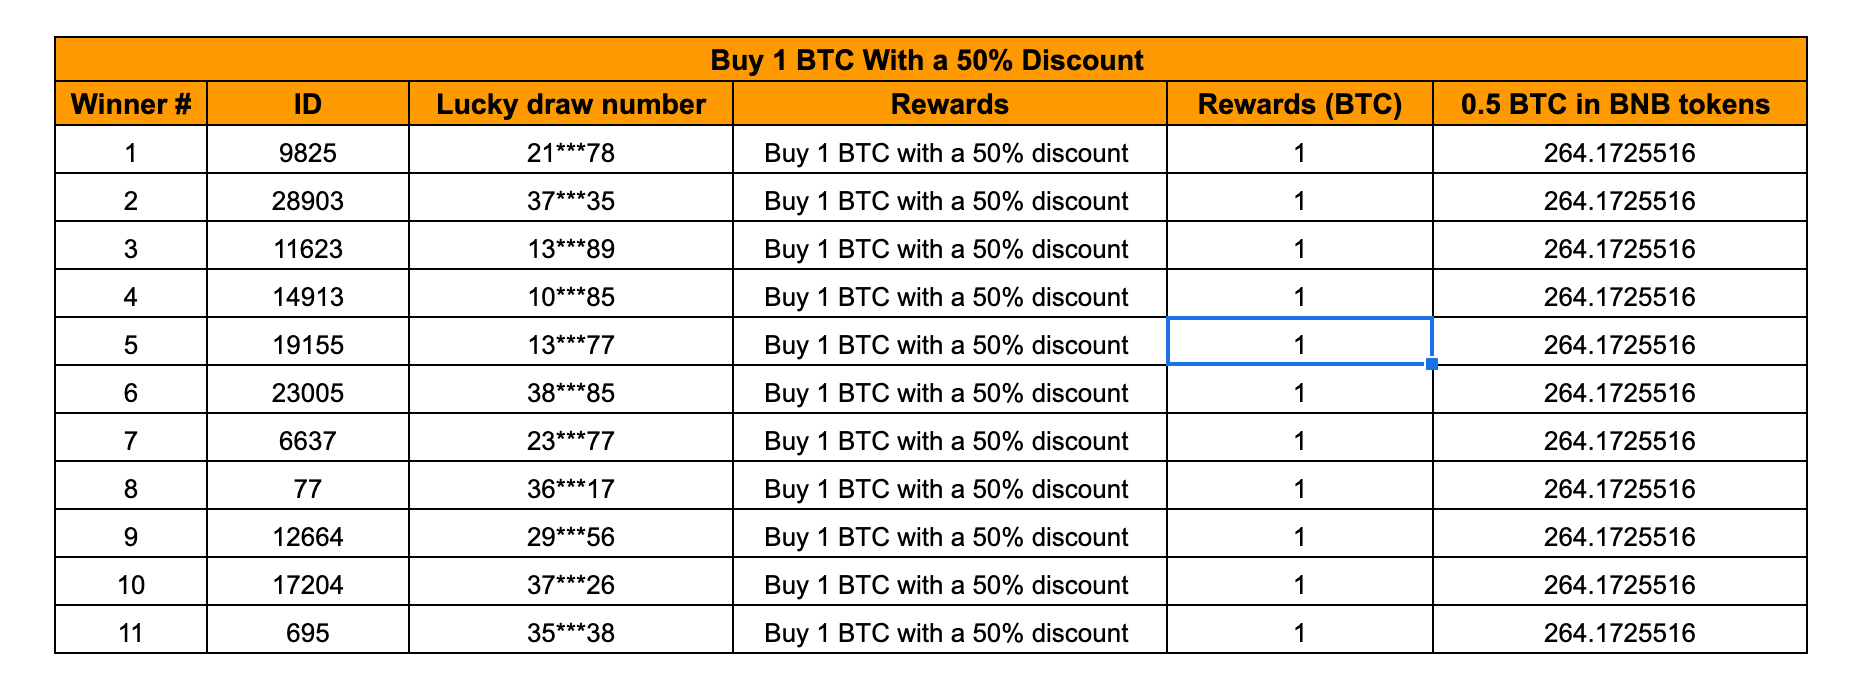 Buy 1 BTC With a 50% Discount
Winner # ID Lucky draw number Rewards Rewards (BTC) 0.5 BTC in BNB tokens
1 9825 21***78 Buy 1 BTC with a 50% discount 1 264.1725516
2 28903 37***35 Buy 1 BTC with a 50% discount 1 264.1725516
3 11623 13***89 Buy 1 BTC with a 50% discount 1 264.1725516
4 14913 10***85 Buy 1 BTC with a 50% discount 1 264.1725516
5 19155 13***77 Buy 1 BTC with a 50% discount 1 264.1725516
6 23005 38***85 Buy 1 BTC with a 50% discount 1 264.1725516
7 6637 23***77 Buy 1 BTC with a 50% discount 1 264.1725516
8 77 36***17 Buy 1 BTC with a 50% discount 1 264.1725516
9 12664 29***56 Buy 1 BTC with a 50% discount 1 264.1725516
10 17204 37***26 Buy 1 BTC with a 50% discount 1 264.1725516
11 695 35***38 Buy 1 BTC with a 50% discount 1 264.1725516